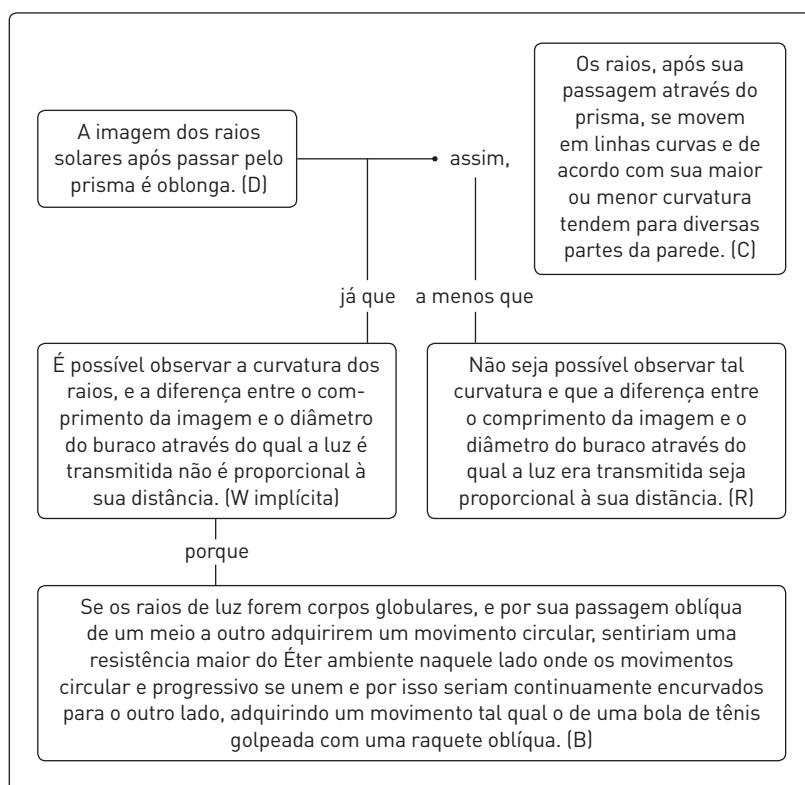 A imagem dos raios
solares após passar pelo
prisma é oblonga. (D)
assim,
Os raios, após sua
passagem através do
prisma, se movem
em linhas curvas e de
acordo com sua maior
ou menor curvatura
tendem para diversas
partes da parede. (C)
já que
a menos que
É possível observar a curvatura dos
raios, e a diferença entre o com-
primento da imagem e o diâmetro
do buraco através do qual a luz é
transmitida não é proporcional à
sua distância. (W implícita)
Não seja possível observar tal
curvatura e que a diferença entre
o comprimento da imagem e o
diâmetro do buraco através do
qual a luz era transmitida seja
proporcional à sua distãncia. (R)
porque
Se os raios de luz forem corpos globulares, e por sua passagem oblíqua
de um meio a outro adquirirem um movimento circular, sentiriam uma
resistência maior do Éter ambiente naquele lado onde os movimentos
circular e progressivo se unem e por isso seriam continuamente encurvados
para o outro lado, adquirindo um movimento tal qual o de uma bola de tênis
golpeada com uma raquete oblíqua. (B)